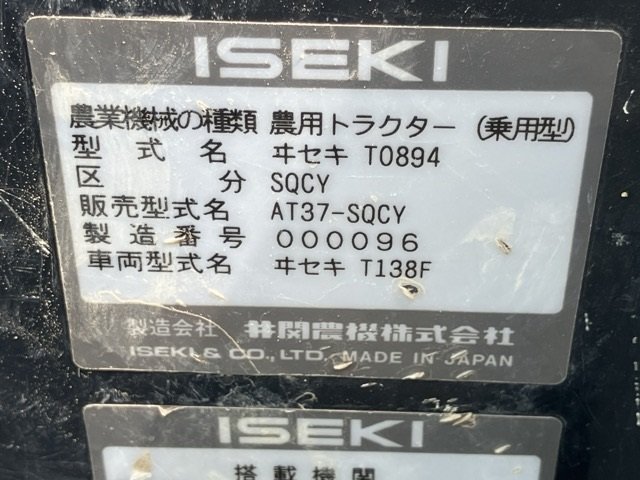 ISEKI
農業機械の種類 農用トラクター (乗用型)
型式名 ヰセキ T0894
区分 SQCY
販売型式名 AT37-SQCY
製造番号 000096
車両型式名 ヰセキ T138F
製造会社 井関農機株式会社
ISEKI & CO., LTD. MADE IN JAPAN
ISEKI
搭載機関